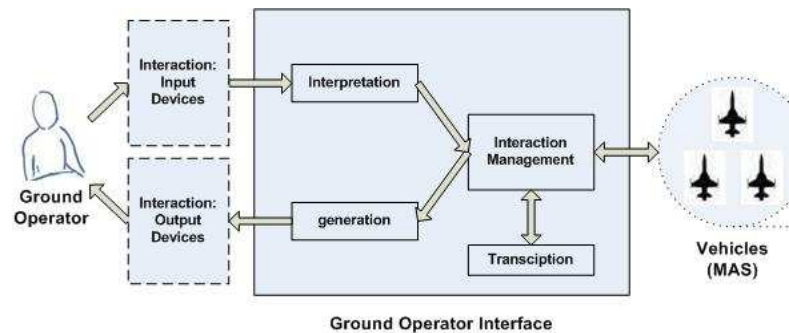 Interaction:
Input
Devices
Interpretation
Interaction
Management
Ground
Operator
Interaction:
Output
Devices
generation
Transciption
Vehicles
(MAS)
Ground Operator Interface